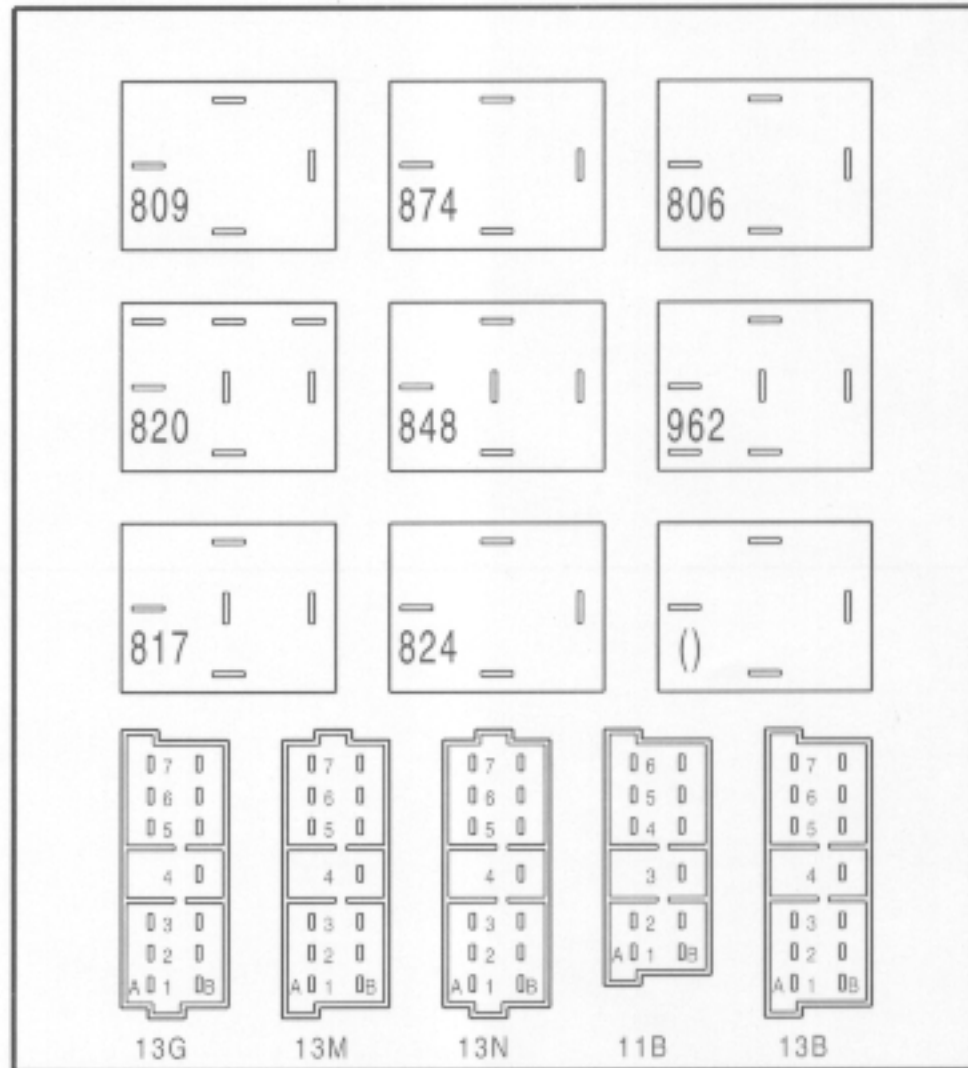 809 874 806
820 848 962
817 824 ()
7 7 7 6 7
6 6 6 5 6
5 5 5 4 5
4 4 4 3 4
3 3 3 2 3
2 2 2 A 1 B 2
A 1 B A 1 B A 1 B A 1 B
13G 13M 13N 11B 13B